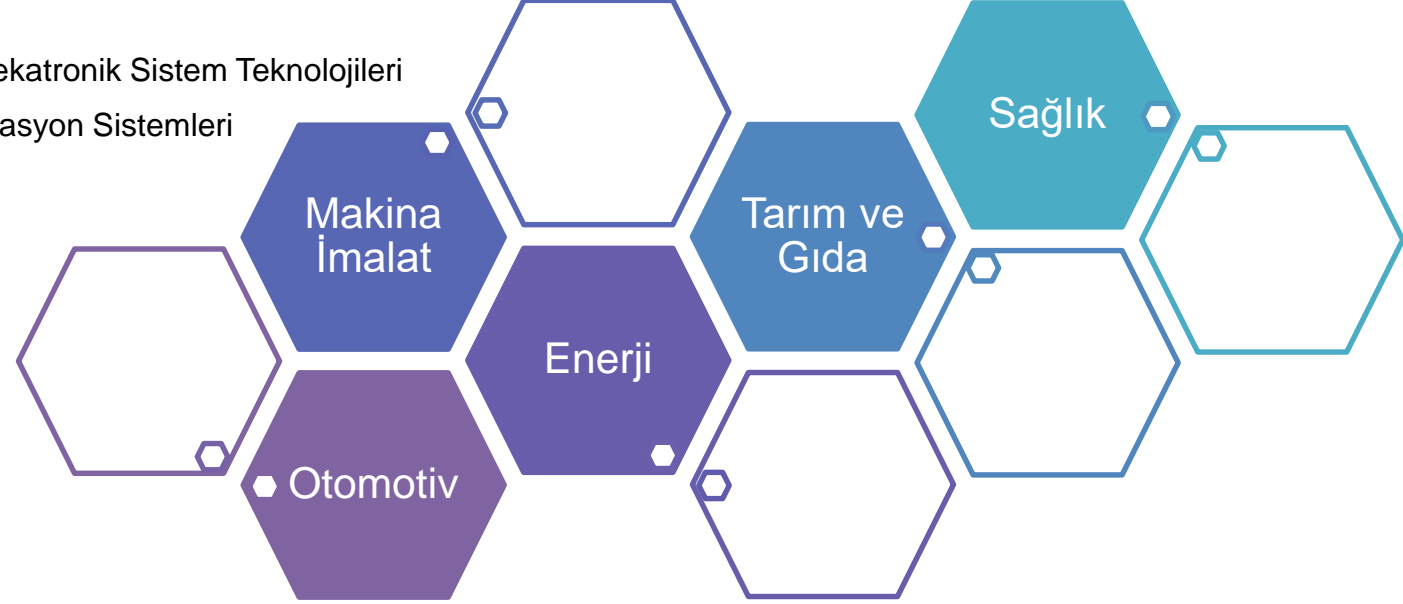 ekatronik Sistem Teknolojileri
asyon Sistemleri
Sağlık
Makina
İmalat
Tarım ve
Gıda
Enerji
Otomotiv